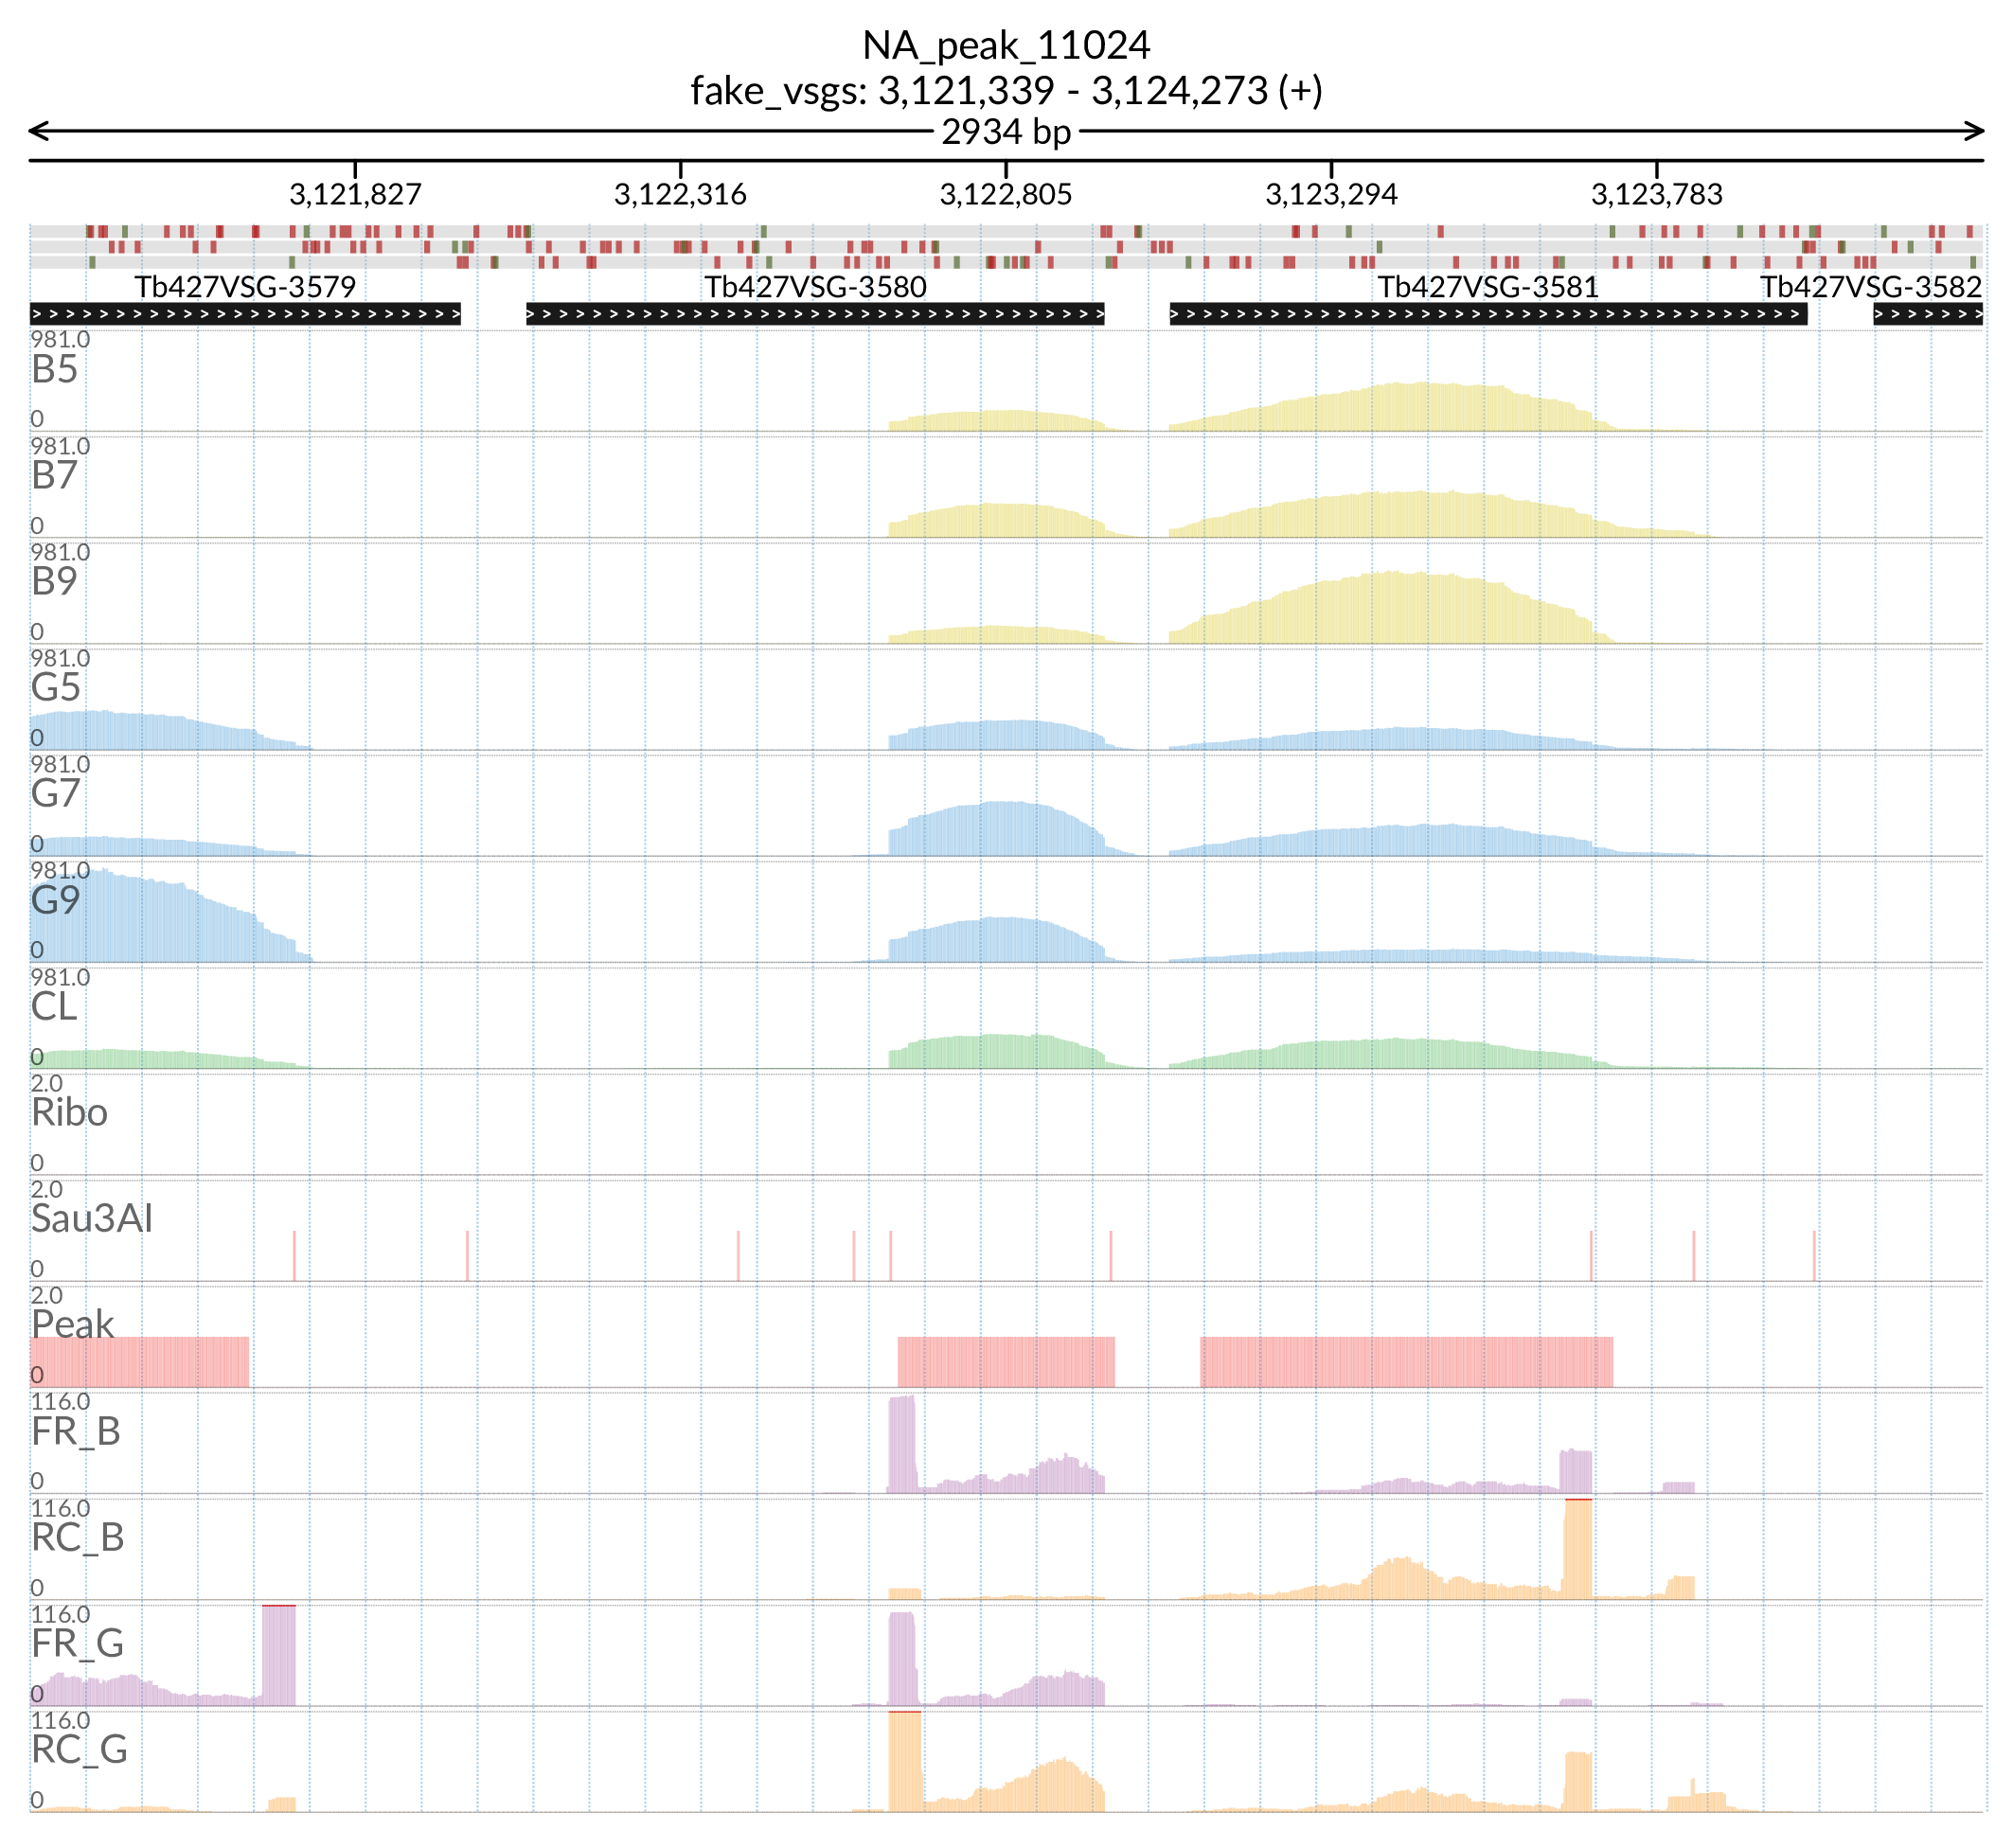 NA_peak_11024
fake_vsgs: 3,121,339 - 3,124,273 (+)
2934 bp
3,121,827 3,122,316 3,122,805 3,123,294 3,123,783
Tb427VSG-3579 Tb427VSG-3580 Tb427VSG-3581 Tb427VSG-3582
981.0
B5
0
981.0
B7
0
981.0
B9
0
981.0
G5
0
981.0
G7
0
981.0
G9
0
981.0
CL
0
2.0
Ribo
0
2.0
Sau3AI
0
2.0
Peak
0
116.0
FR_B
0
116.0
RC_B
0
116.0
FR_G
0
116.0
RC_G
0